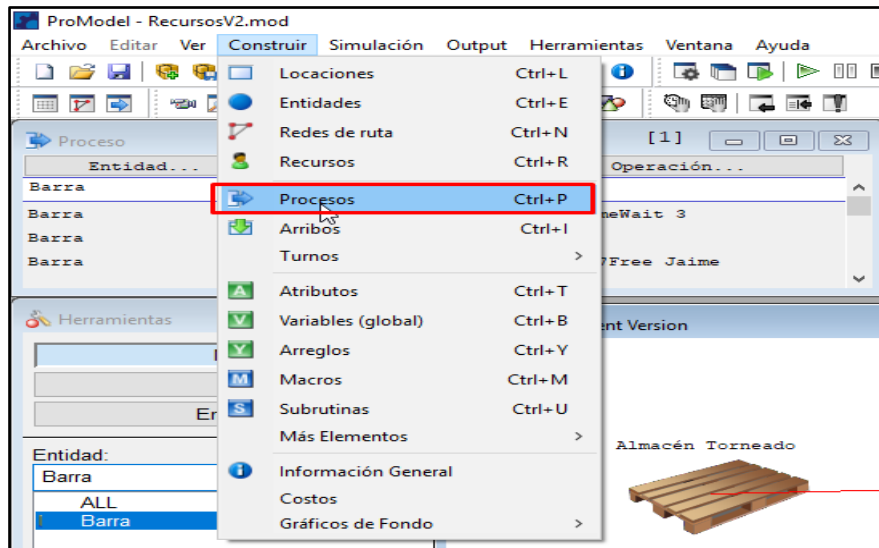 ProModel - RecursosV2.mod
Archivo Editar Ver Construir Simulación Output Herramientas Ventana Ayuda
Locaciones Ctrl+L
Entidades Ctrl+E
Redes de ruta Ctrl+N
Recursos Ctrl+R
Procesos Ctrl+P
Arribos Ctrl+I
Turnos >
Atributos Ctrl+T
Variables (global) Ctrl+B
Arreglos Ctrl+Y
Macros Ctrl+M
Subrutinas Ctrl+U
Más Elementos >
Información General
Costos
Gráficos de Fondo >
Proceso [1]
Entidad... Operación...
Barra
Barra Wait 3
Barra
Barra Free Jaime
Herramientas
Version
Entidad:
Barra
ALL
Barra
Almacén Torneado